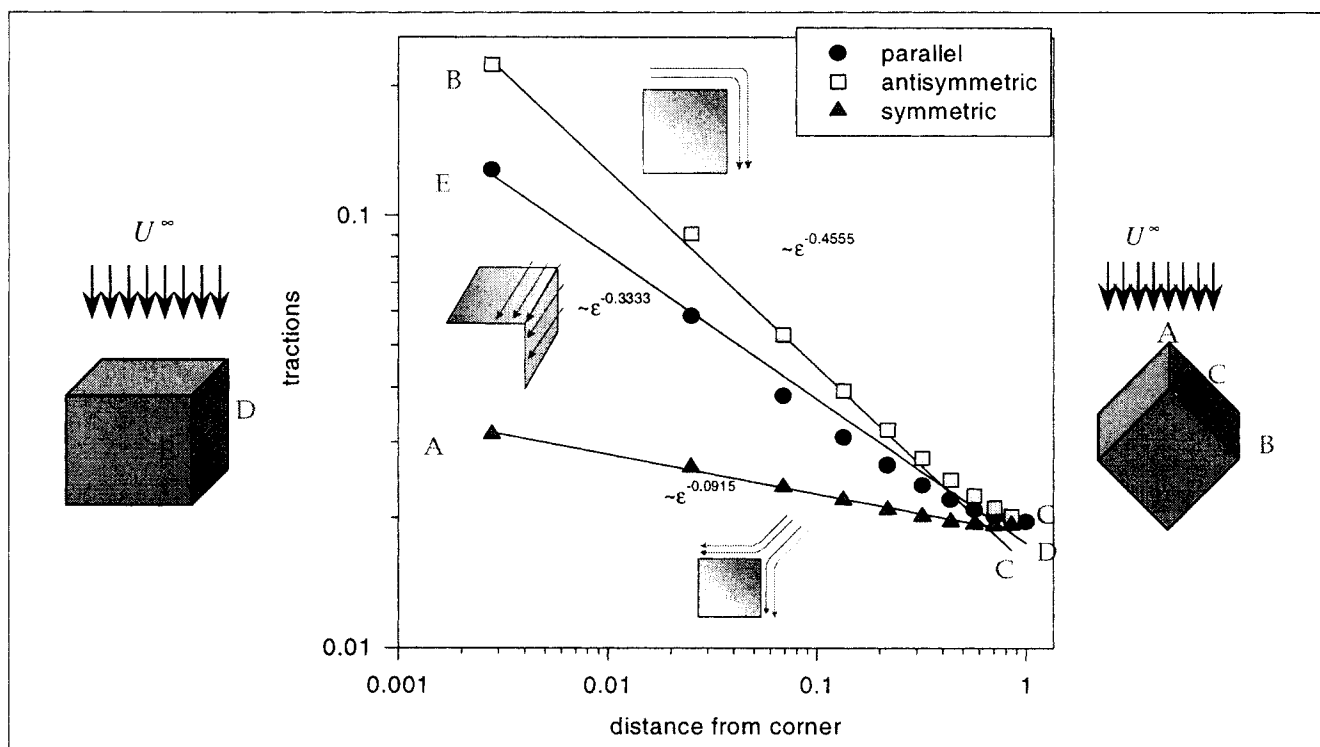 parallel
antisymmetric
symmetric
B
E
A
0.1
0.01
tractions
~ε^-0.4555
~ε^-0.3333
~ε^-0.0915
C
D
C
0.001
0.01
0.1
1
distance from corner
U^∞
D
U^∞
A
C
B